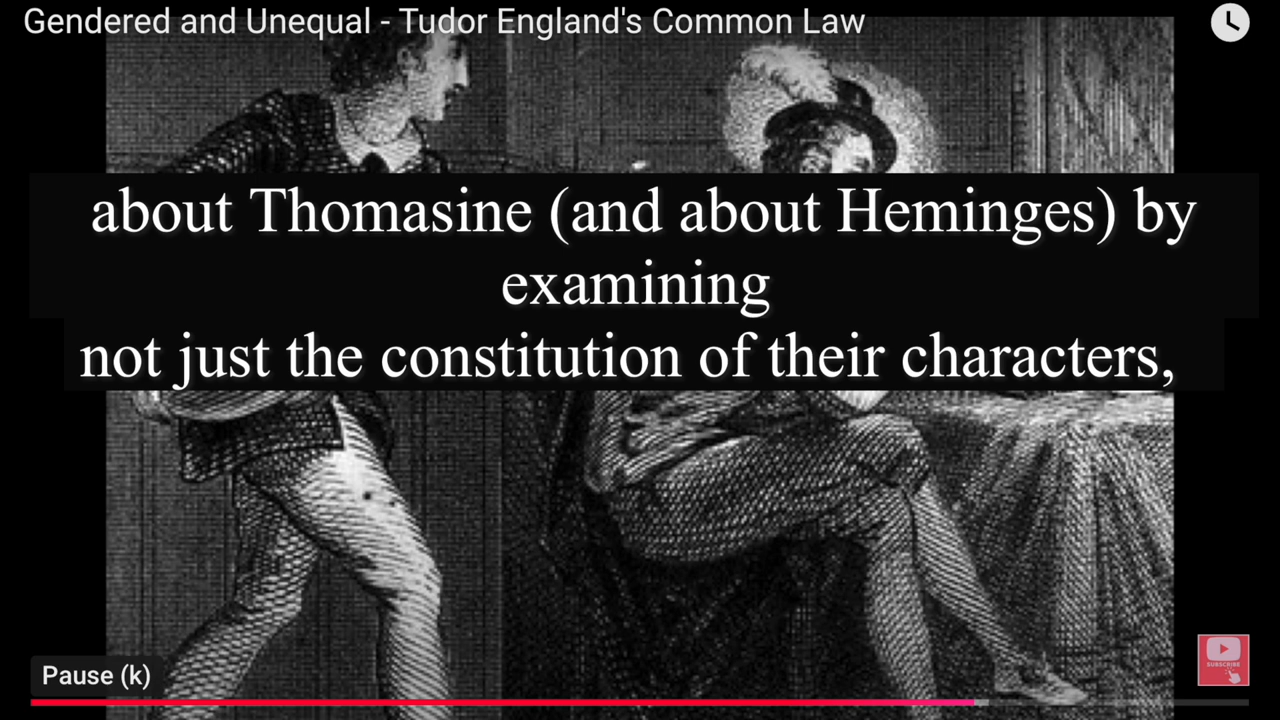 Gendered and Unequal - Tudor England's Common Law
about Thomasine (and about Heminges) by
examining
not just the constitution of their characters,
Pause (k)
SUBSCRIBE